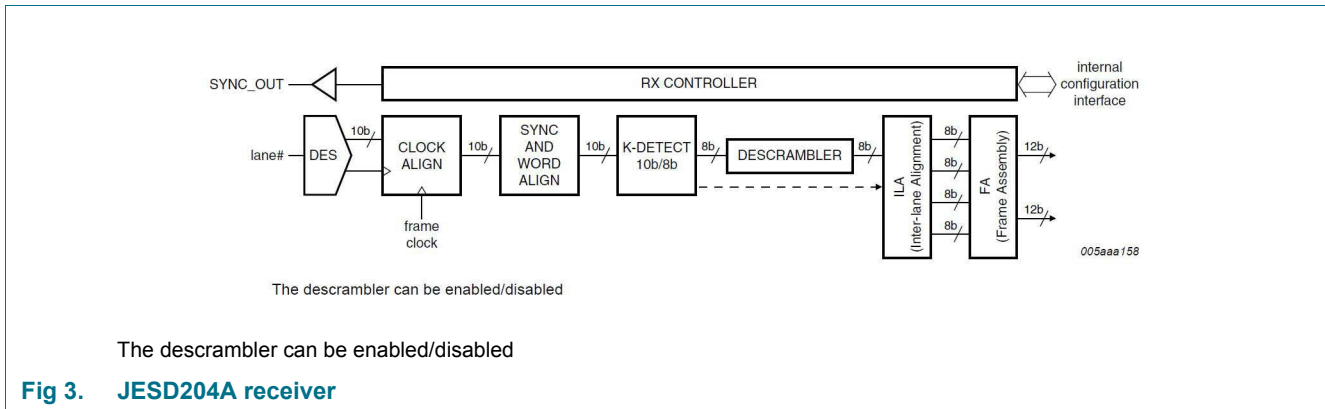 SYNC_OUT
RX CONTROLLER
internal
configuration
interface
lane#
DES
10b
CLOCK
ALIGN
frame
clock
10b
SYNC
AND
WORD
ALIGN
10b
K-DETECT
10b/8b
8b
DESCRAMBLER
8b
ILA
(Inter-lane Alignment)
8b
8b
8b
8b
FA
(Frame Assembly)
12b
12b
005aaa158
The descrambler can be enabled/disabled
The descrambler can be enabled/disabled
Fig 3. JESD204A receiver